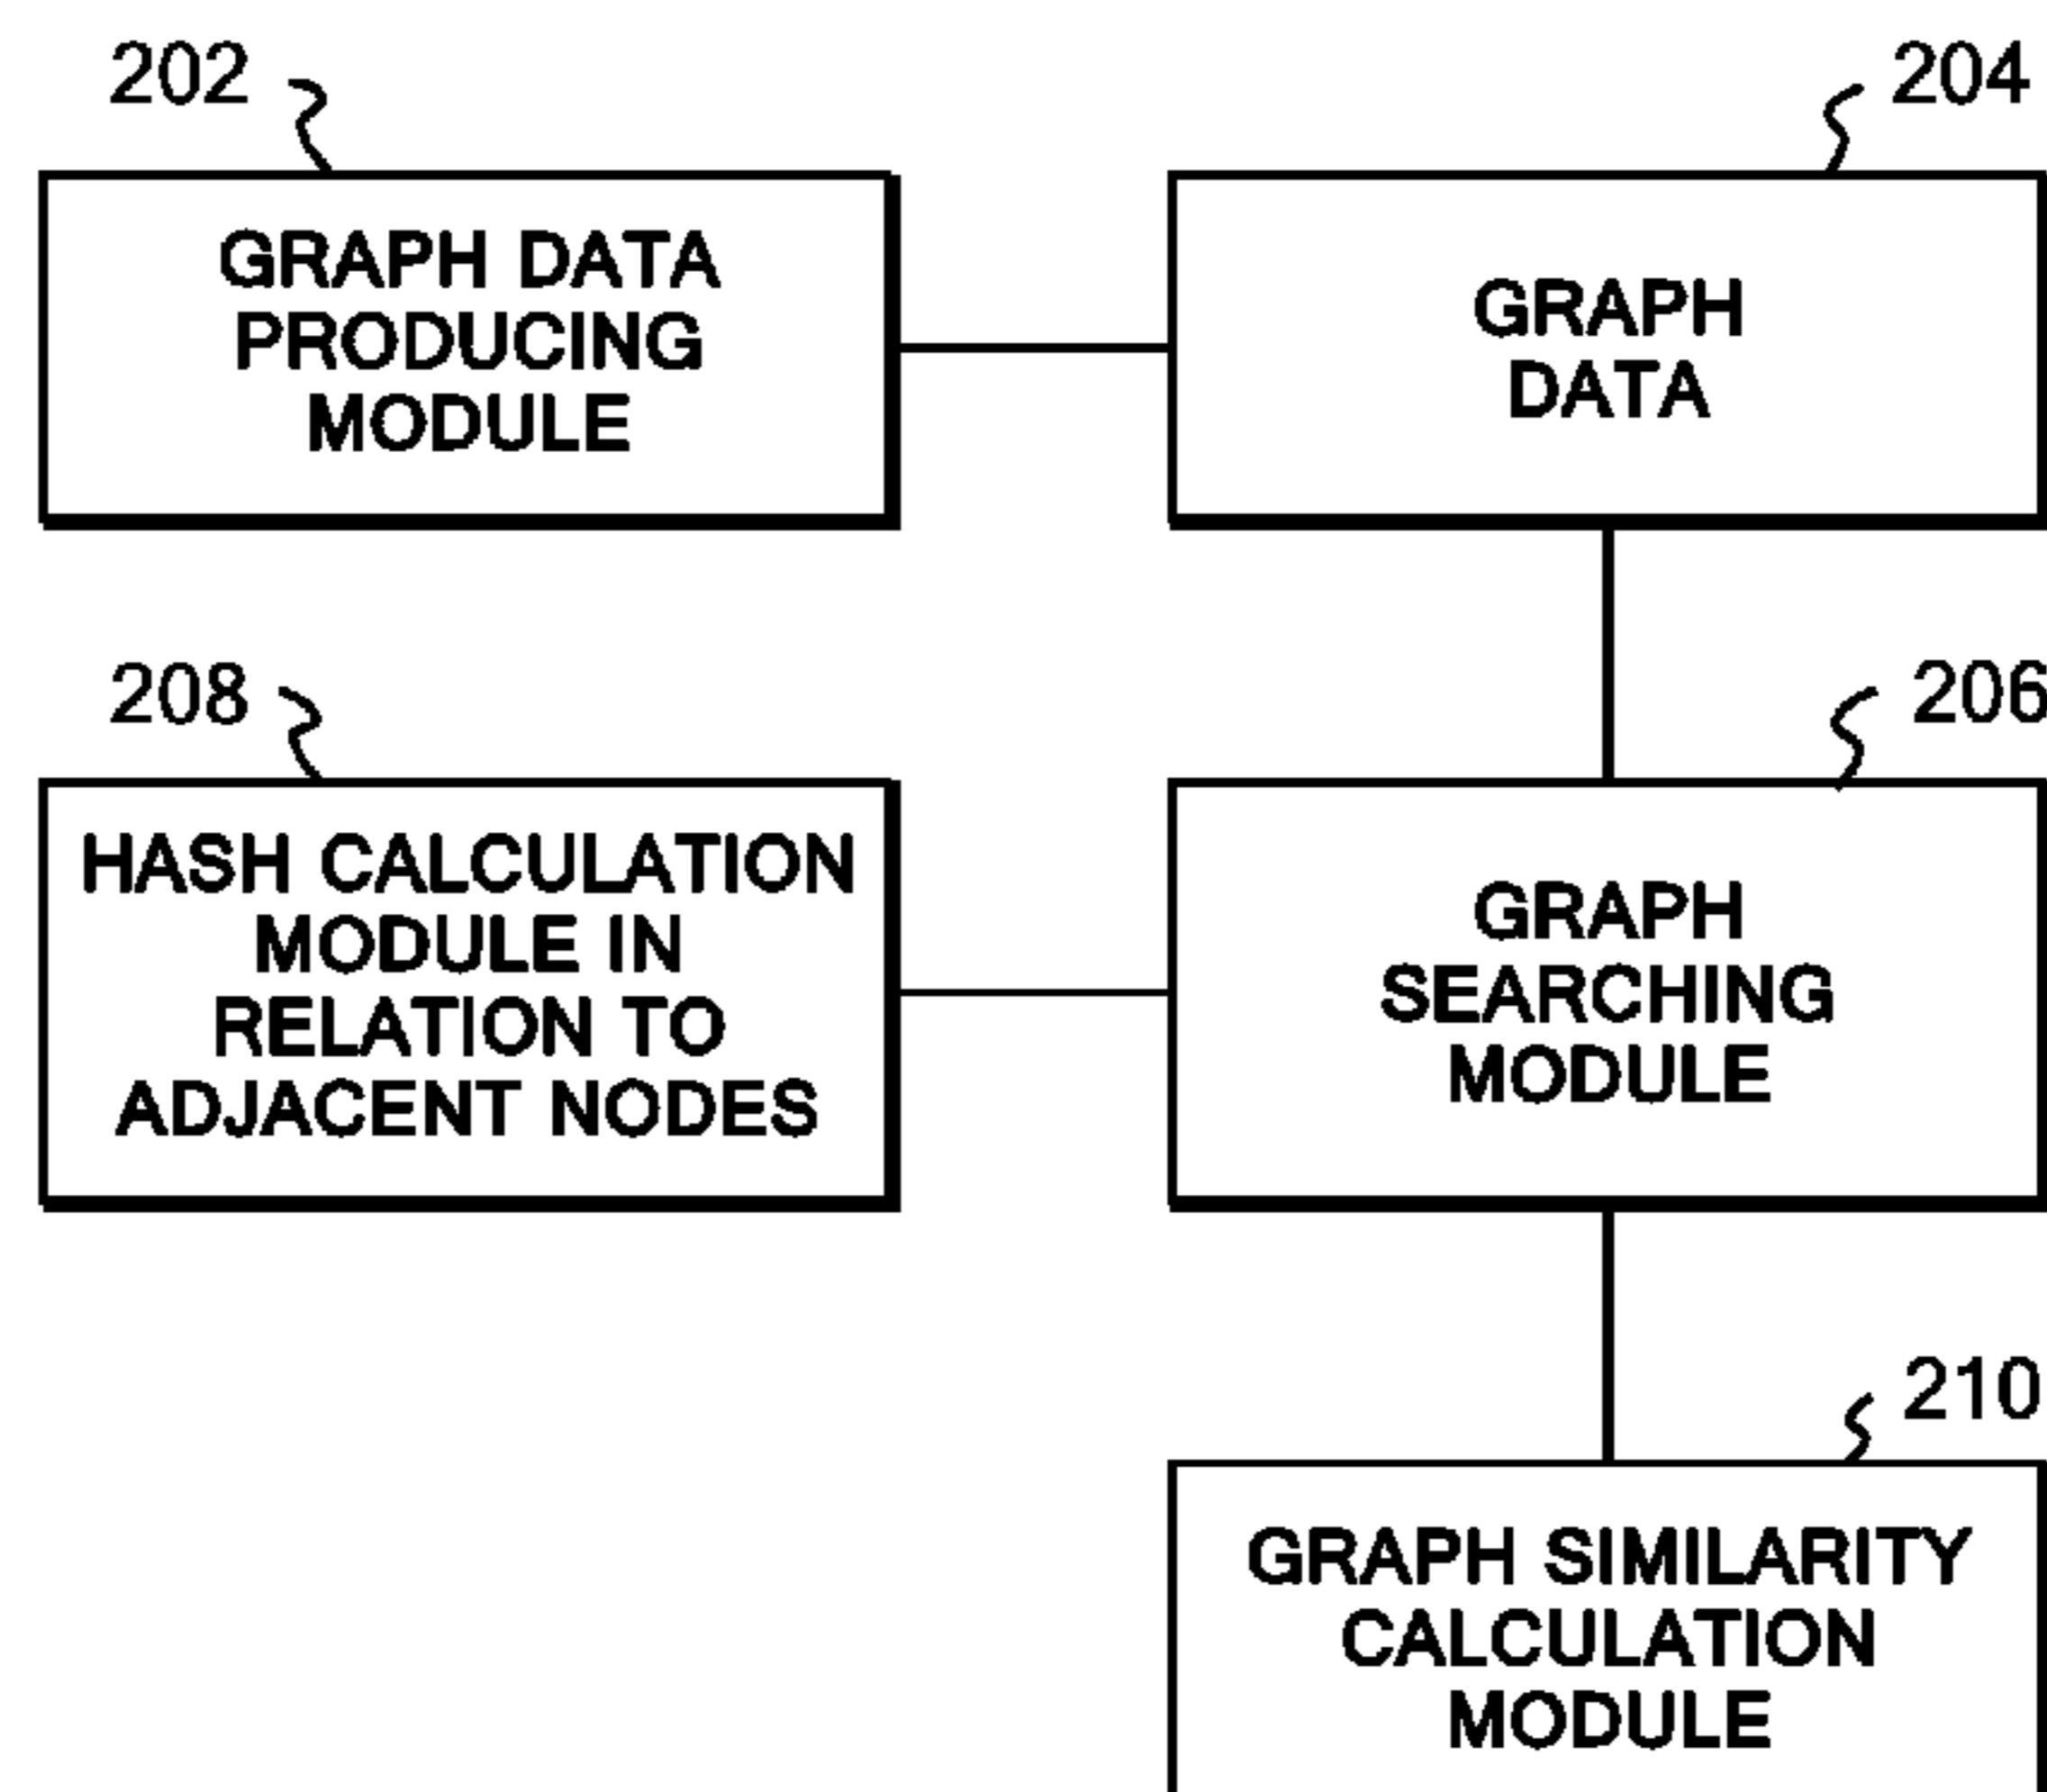 202
204
GRAPH DATA
PRODUCING
MODULE
GRAPH
DATA
208
206
HASH CALCULATION
MODULE IN
RELATION TO
ADJACENT NODES
GRAPH
SEARCHING
MODULE
210
GRAPH SIMILARITY
CALCULATION
MODULE